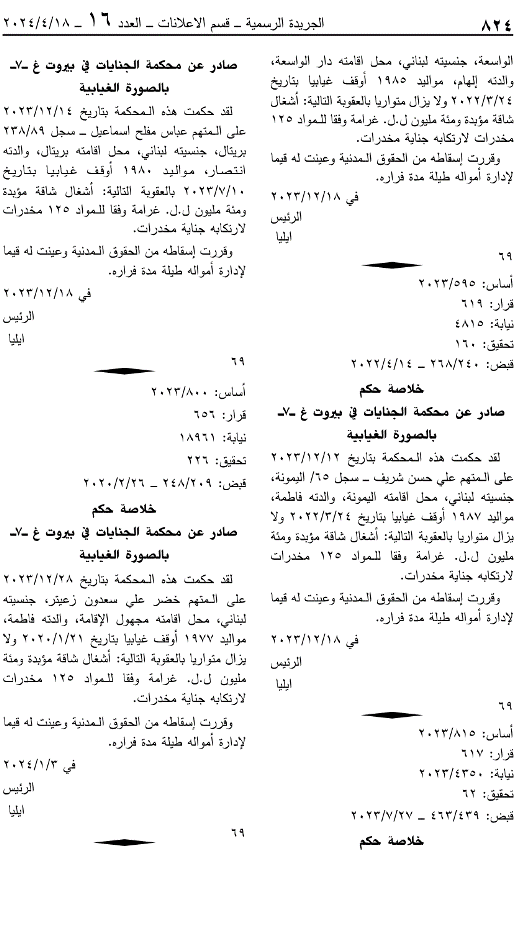 ٨٢٤
الجريدة الرسمية ــ قسم الاعلانات ــ العدد ١٦ ــ ٢٠٢٤/٤/١٨
الواسعة، جنسيته لبناني، محل اقامته دار الواسعة،
والدته إلهام، مواليد ١٩٨٥ أوقف غيابيا بتاريخ
٢٠٢٢/٣/٢٤ ولا يزال متواريا بالعقوبة التالية: أشغال
شاقة مؤبدة ومئة مليون ل.ل. غرامة وفقا للمواد ١٢٥
مخدرات لارتكابه جناية مخدرات.
وقررت إسقاطه من الحقوق المدنية وعينت له قيما
لإدارة أمواله طيلة مدة فراره.
في ٢٠٢٣/١٢/١٨
الرئيس
ايليا
٦٩
أساس: ٢٠٢٣/٥٩٥
قرار: ٦١٩
نيابة: ٤٨١٥
تحقيق: ١٦٠
قبض: ٢٦٨/٢٤٠ ــ ٢٠٢٢/٤/١٤
خلاصة حكم
صادر عن محكمة الجنايات في بيروت غ ـ٧ـ
بالصورة الغيابية
لقد حكمت هذه المحكمة بتاريخ ٢٠٢٣/١٢/١٢
على المتهم علي حسن شريف ــ سجل ٦٥/ اليمونة،
جنسيته لبناني، محل اقامته اليمونة، والدته فاطمة،
مواليد ١٩٨٧ أوقف غيابيا بتاريخ ٢٠٢٢/٣/٢٤ ولا
يزال متواريا بالعقوبة التالية: أشغال شاقة مؤبدة ومئة
مليون ل.ل. غرامة وفقا للمواد ١٢٥ مخدرات
لارتكابه جناية مخدرات.
وقررت إسقاطه من الحقوق المدنية وعينت له قيما
لإدارة أمواله طيلة مدة فراره.
في ٢٠٢٣/١٢/١٨
الرئيس
ايليا
٦٩
أساس: ٢٠٢٣/٨١٥
قرار: ٦١٧
نيابة: ٢٠٢٣/٤٣٥٠
تحقيق: ٦٢
قبض: ٤٦٣/٤٣٩ ــ ٢٠٢٣/٧/٢٧
خلاصة حكم
صادر عن محكمة الجنايات في بيروت غ ـ٧ـ
بالصورة الغيابية
لقد حكمت هذه المحكمة بتاريخ ٢٠٢٣/١٢/١٤
على المتهم عباس مفلح اسماعيل ــ سجل ٢٣٨/٨٩
بريتال، جنسيته لبناني، محل اقامته بريتال، والدته
انتصار، مواليد ١٩٨٠ أوقف غيابيا بتاريخ
٢٠٢٣/٧/١٠ بالعقوبة التالية: أشغال شاقة مؤبدة
ومئة مليون ل.ل. غرامة وفقا للمواد ١٢٥ مخدرات
لارتكابه جناية مخدرات.
وقررت إسقاطه من الحقوق المدنية وعينت له قيما
لإدارة أمواله طيلة مدة فراره.
في ٢٠٢٣/١٢/١٨
الرئيس
ايليا
٦٩
أساس: ٢٠٢٣/٨٠٠
قرار: ٦٥٦
نيابة: ١٨٩٦١
تحقيق: ٢٢٦
قبض: ٢٤٨/٢٠٩ ــ ٢٠٢٠/٢/٢٦
خلاصة حكم
صادر عن محكمة الجنايات في بيروت غ ـ٧ـ
بالصورة الغيابية
لقد حكمت هذه المحكمة بتاريخ ٢٠٢٣/١٢/٢٨
على المتهم خضر علي سعدون زعيتر، جنسيته
لبناني، محل اقامته مجهول الإقامة، والدته فاطمة،
مواليد ١٩٧٧ أوقف غيابيا بتاريخ ٢٠٢٠/١/٢١ ولا
يزال متواريا بالعقوبة التالية: أشغال شاقة مؤبدة ومئة
مليون ل.ل. غرامة وفقا للمواد ١٢٥ مخدرات
لارتكابه جناية مخدرات.
وقررت إسقاطه من الحقوق المدنية وعينت له قيما
لإدارة أمواله طيلة مدة فراره.
في ٢٠٢٤/١/٣
الرئيس
ايليا
٦٩